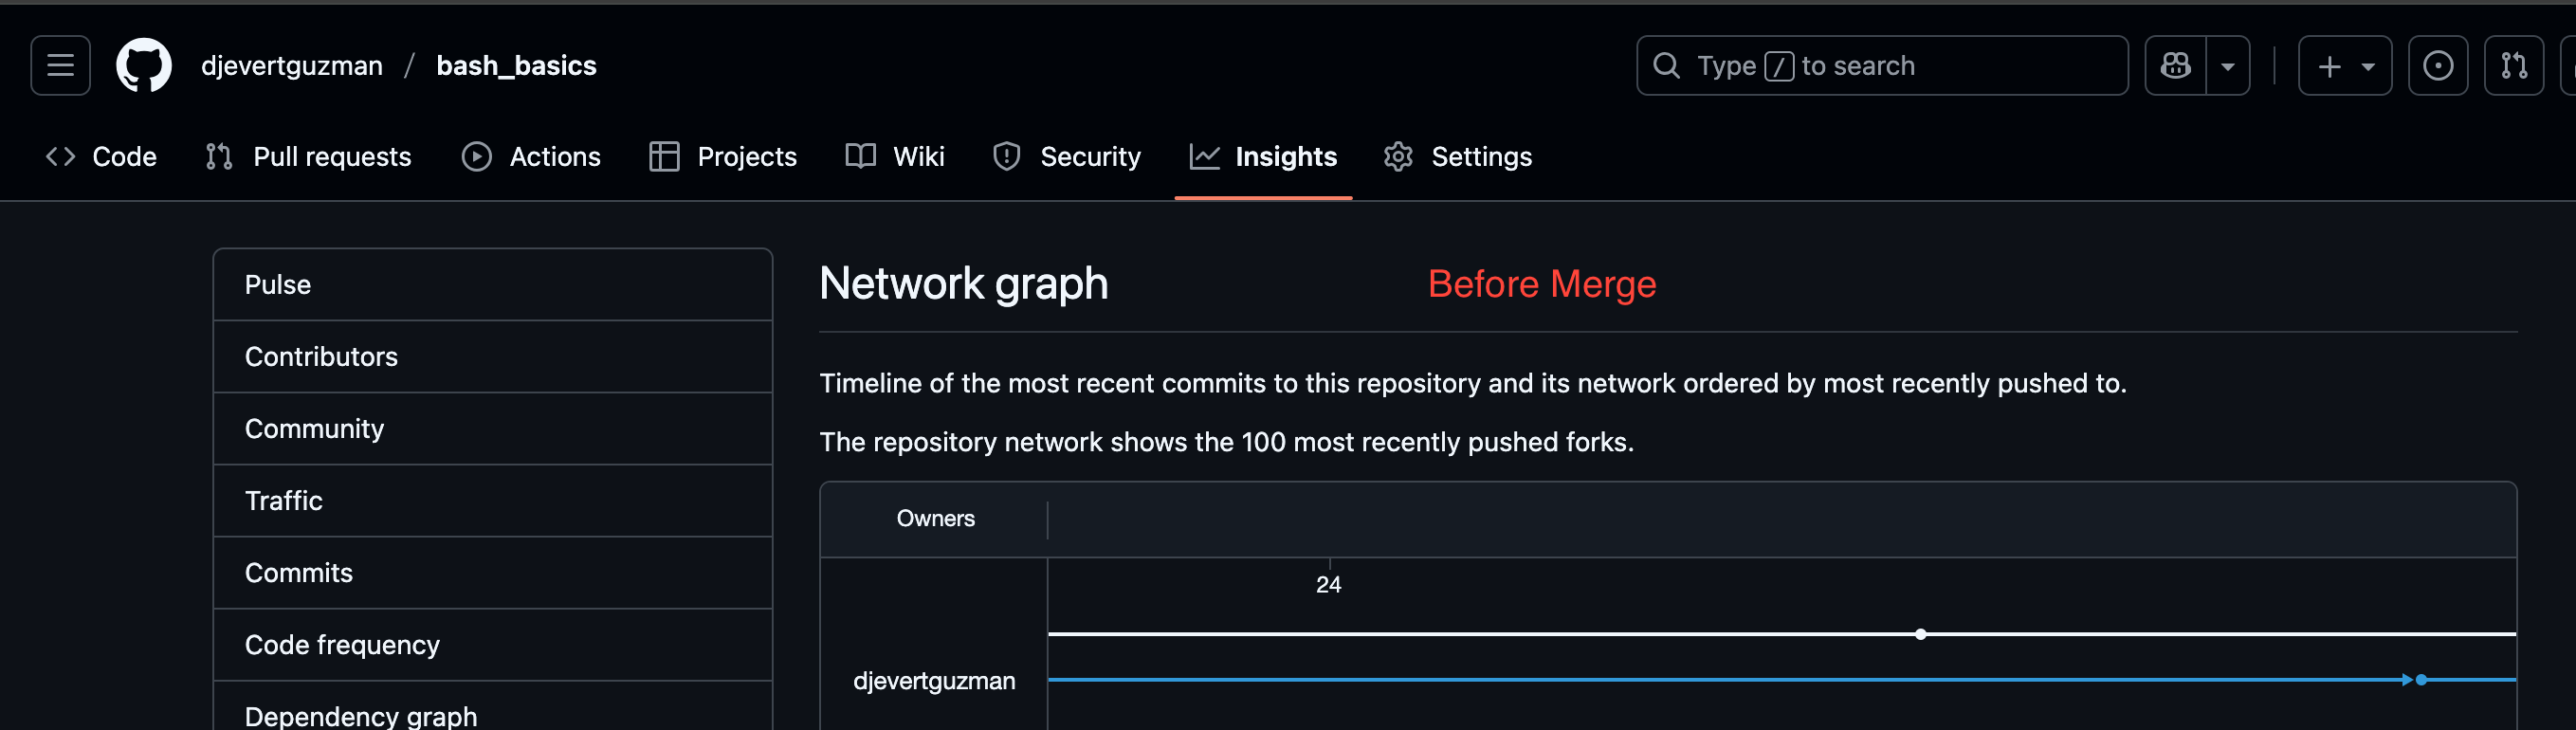 djevertguzman / bash_basics
Type / to search
Code
Pull requests
Actions
Projects
Wiki
Security
Insights
Settings
Pulse
Contributors
Community
Traffic
Commits
Code frequency
Dependency graph
Network graph
Before Merge
Timeline of the most recent commits to this repository and its network ordered by most recently pushed to.
The repository network shows the 100 most recently pushed forks.
Owners
24
djevertguzman